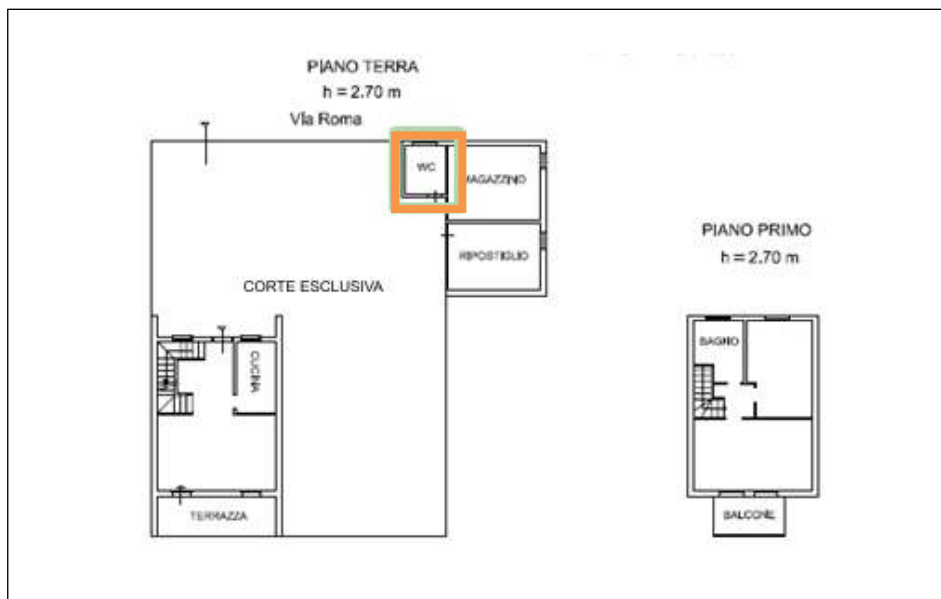 PIANO TERRA
h = 2.70 m
VIa Roma
WC
MAGAZZINO
RIPOSTIGLIO
CORTE ESCLUSIVA
CUCINA
TERRAZZA
PIANO PRIMO
h = 2.70 m
BAGNO
BALCONE